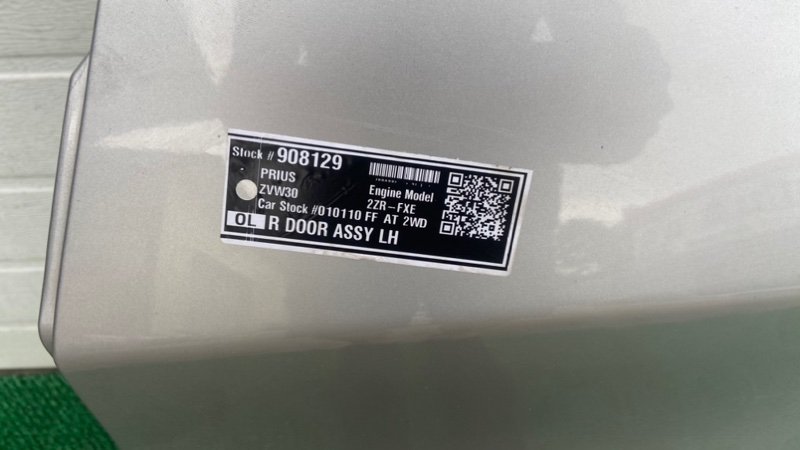 Stock # 908129
PRIUS
ZVW30
Engine Model
2ZR-FXE
Car Stock #010110 FF AT 2WD
OL R DOOR ASSY LH